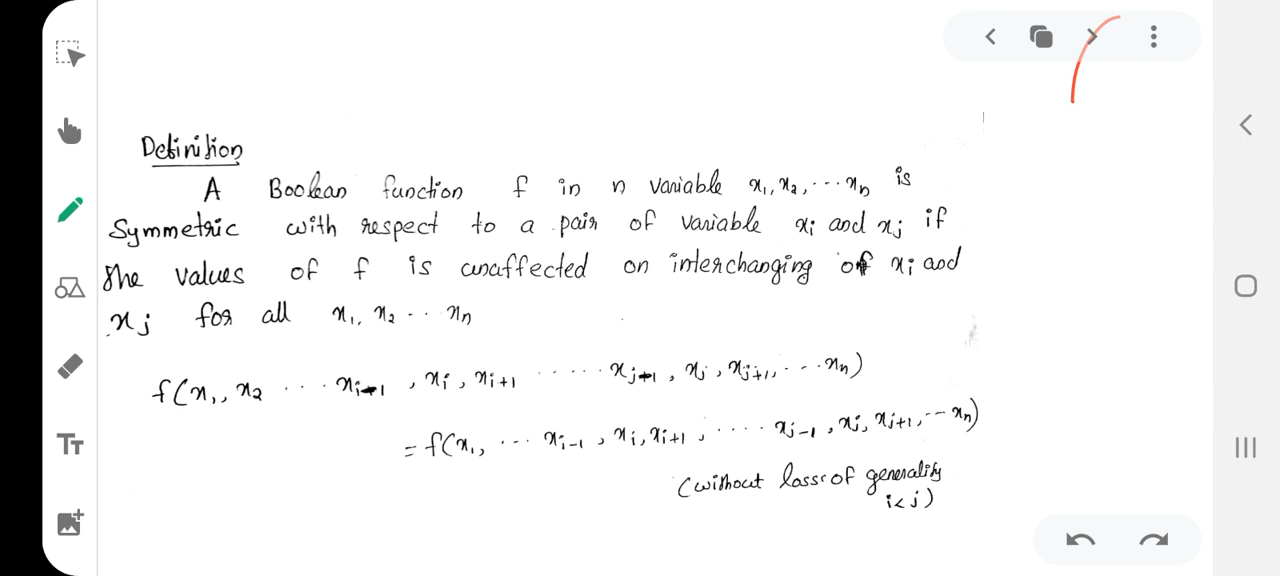 Definition
A Boolean function f in n variable x₁, x₂, ··· xₙ is
Symmetric with respect to a pair of variable xᵢ and xⱼ if
the values of f is unaffected on interchanging of xᵢ and
xⱼ for all x₁, x₂ ·· xₙ
f(x₁, x₂ ··· xᵢ₋₁ , xᵢ , xᵢ₊₁ ····· xⱼ₋₁ , xⱼ , xⱼ₊₁, ··· xₙ)
= f(x₁, ··· xᵢ₋₁ , xᵢ, xᵢ₊₁ , ···· xⱼ₋₁ , xᵢ, xⱼ₊₁, ·· xₙ)
(without loss of generality
i < j)
Tт